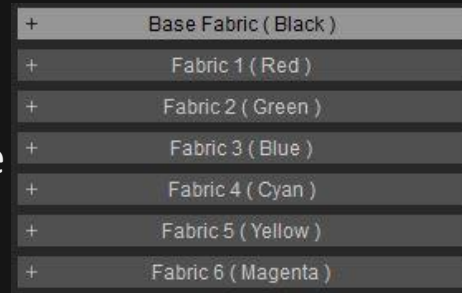 + Base Fabric ( Black )
+ Fabric 1 ( Red )
+ Fabric 2 ( Green )
+ Fabric 3 ( Blue )
+ Fabric 4 ( Cyan )
+ Fabric 5 ( Yellow )
+ Fabric 6 ( Magenta )